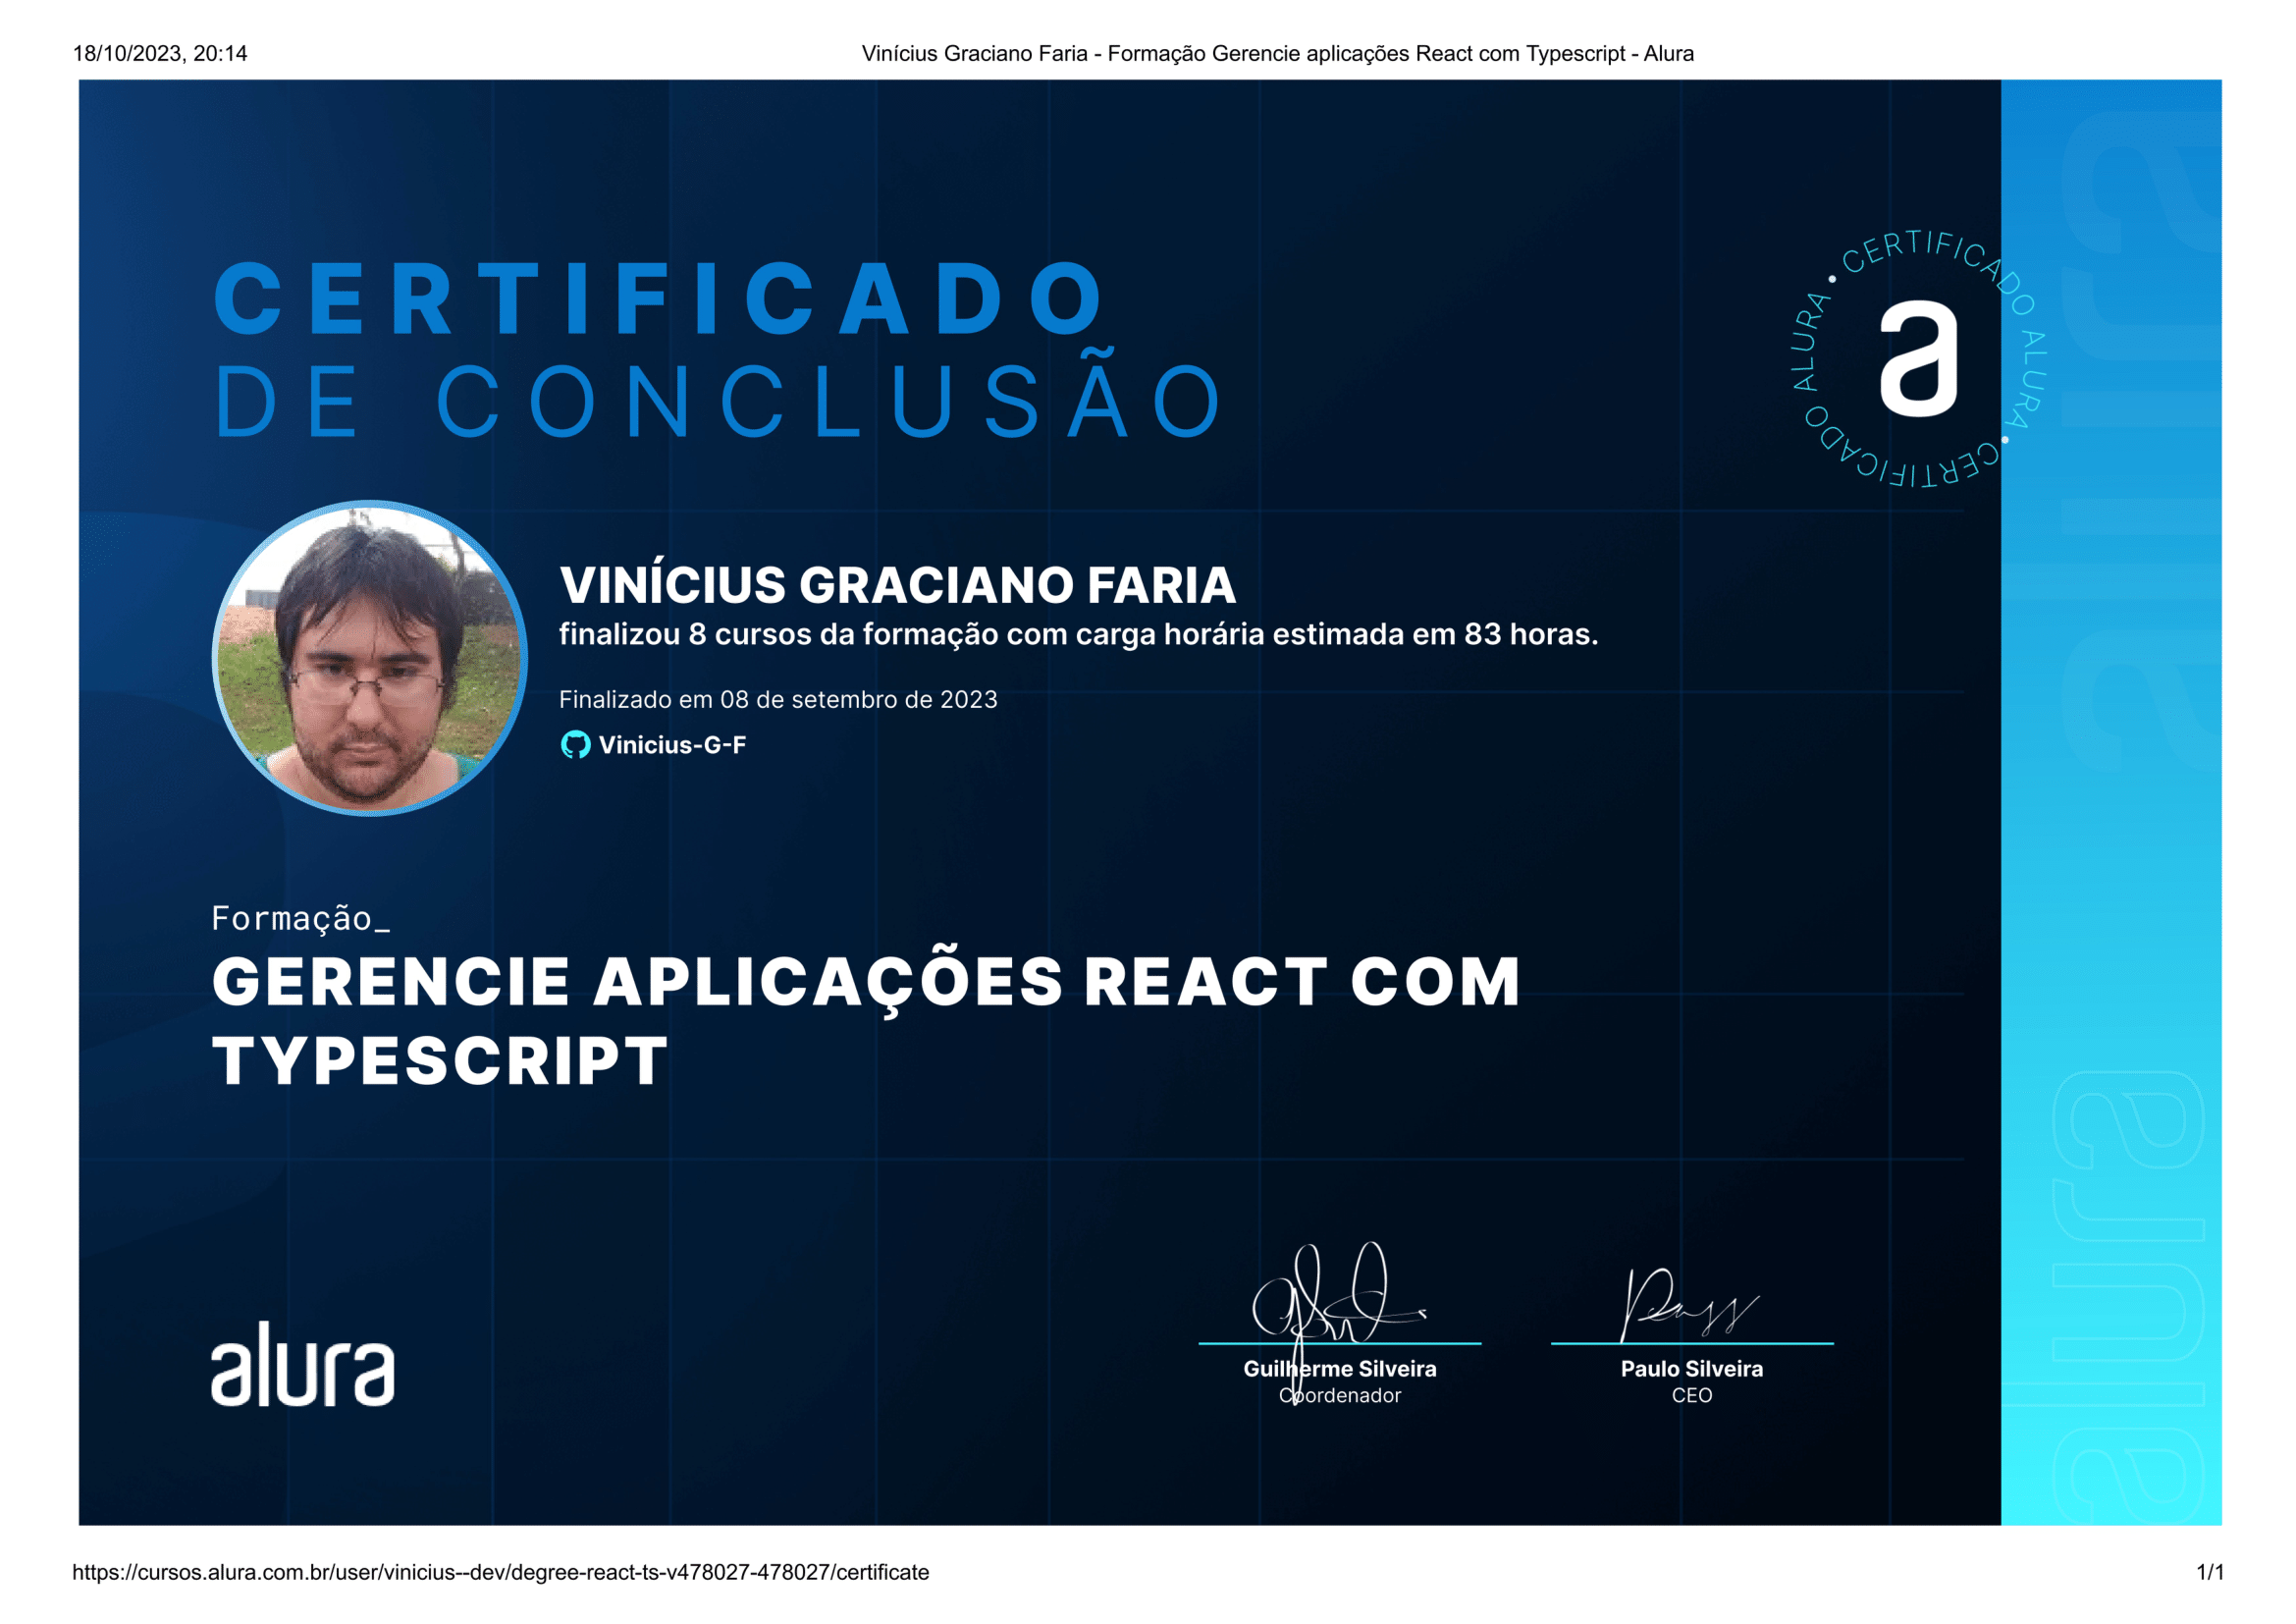 18/10/2023, 20:14
Vinícius Graciano Faria - Formação Gerencie aplicações React com Typescript - Alura
CERTIFICADO
DE CONCLUSÃO
CERTIFICADO ALURA • CERTIFICADO ALURA •
a
VINÍCIUS GRACIANO FARIA
finalizou 8 cursos da formação com carga horária estimada em 83 horas.
Finalizado em 08 de setembro de 2023
Vinicius-G-F
Formação_
GERENCIE APLICAÇÕES REACT COM
TYPESCRIPT
alura
Guilherme Silveira
Coordenador
Paulo Silveira
CEO
alura
alura
alura
https://cursos.alura.com.br/user/vinicius--dev/degree-react-ts-v478027-478027/certificate
1/1